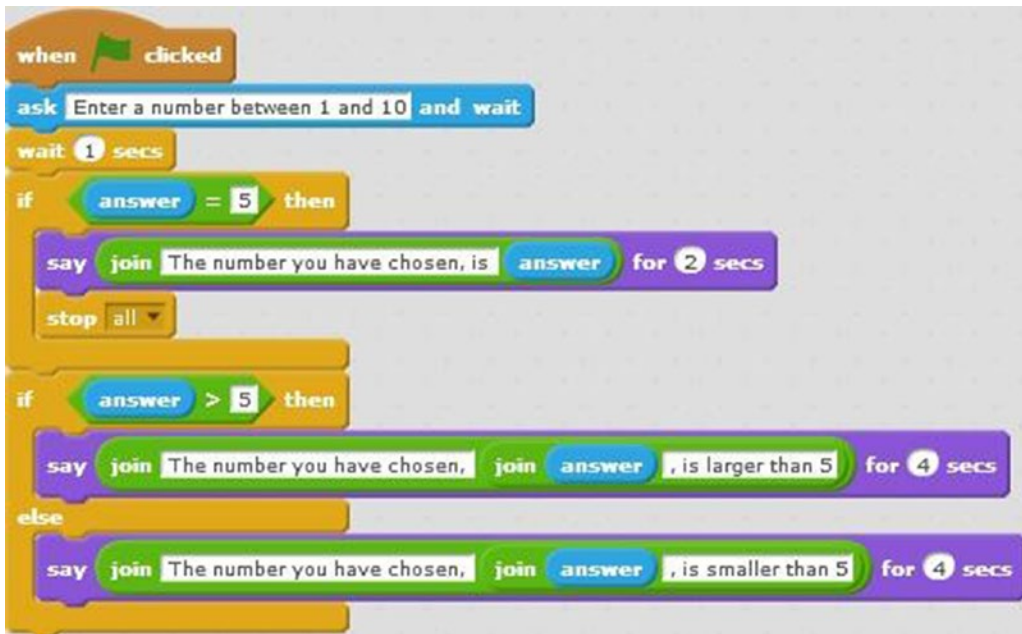 when clicked
ask Enter a number between 1 and 10 and wait
wait 1 secs
if answer = 5 then
say join The number you have chosen, is answer for 2 secs
stop all
if answer > 5 then
say join The number you have chosen, join answer , is larger than 5 for 4 secs
else
say join The number you have chosen, join answer , is smaller than 5 for 4 secs